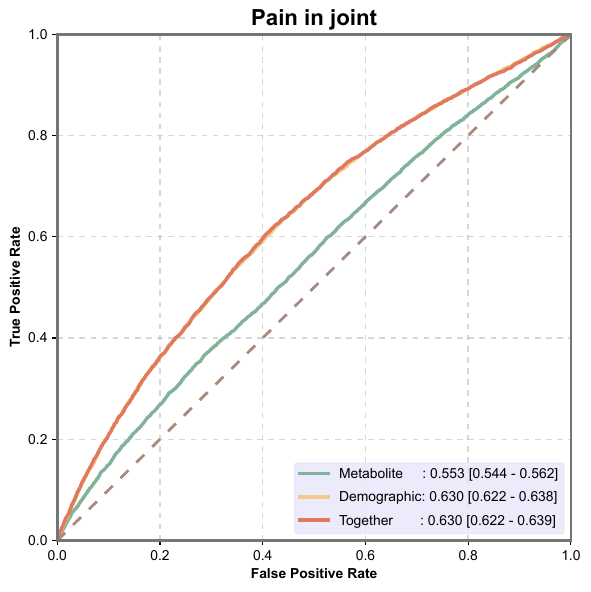 Pain in joint
True Positive Rate
1.0
0.8
0.6
0.4
0.2
0.0
Metabolite : 0.553 [0.544 - 0.562]
Demographic: 0.630 [0.622 - 0.638]
Together : 0.630 [0.622 - 0.639]
0.0 0.2 0.4 0.6 0.8 1.0
False Positive Rate